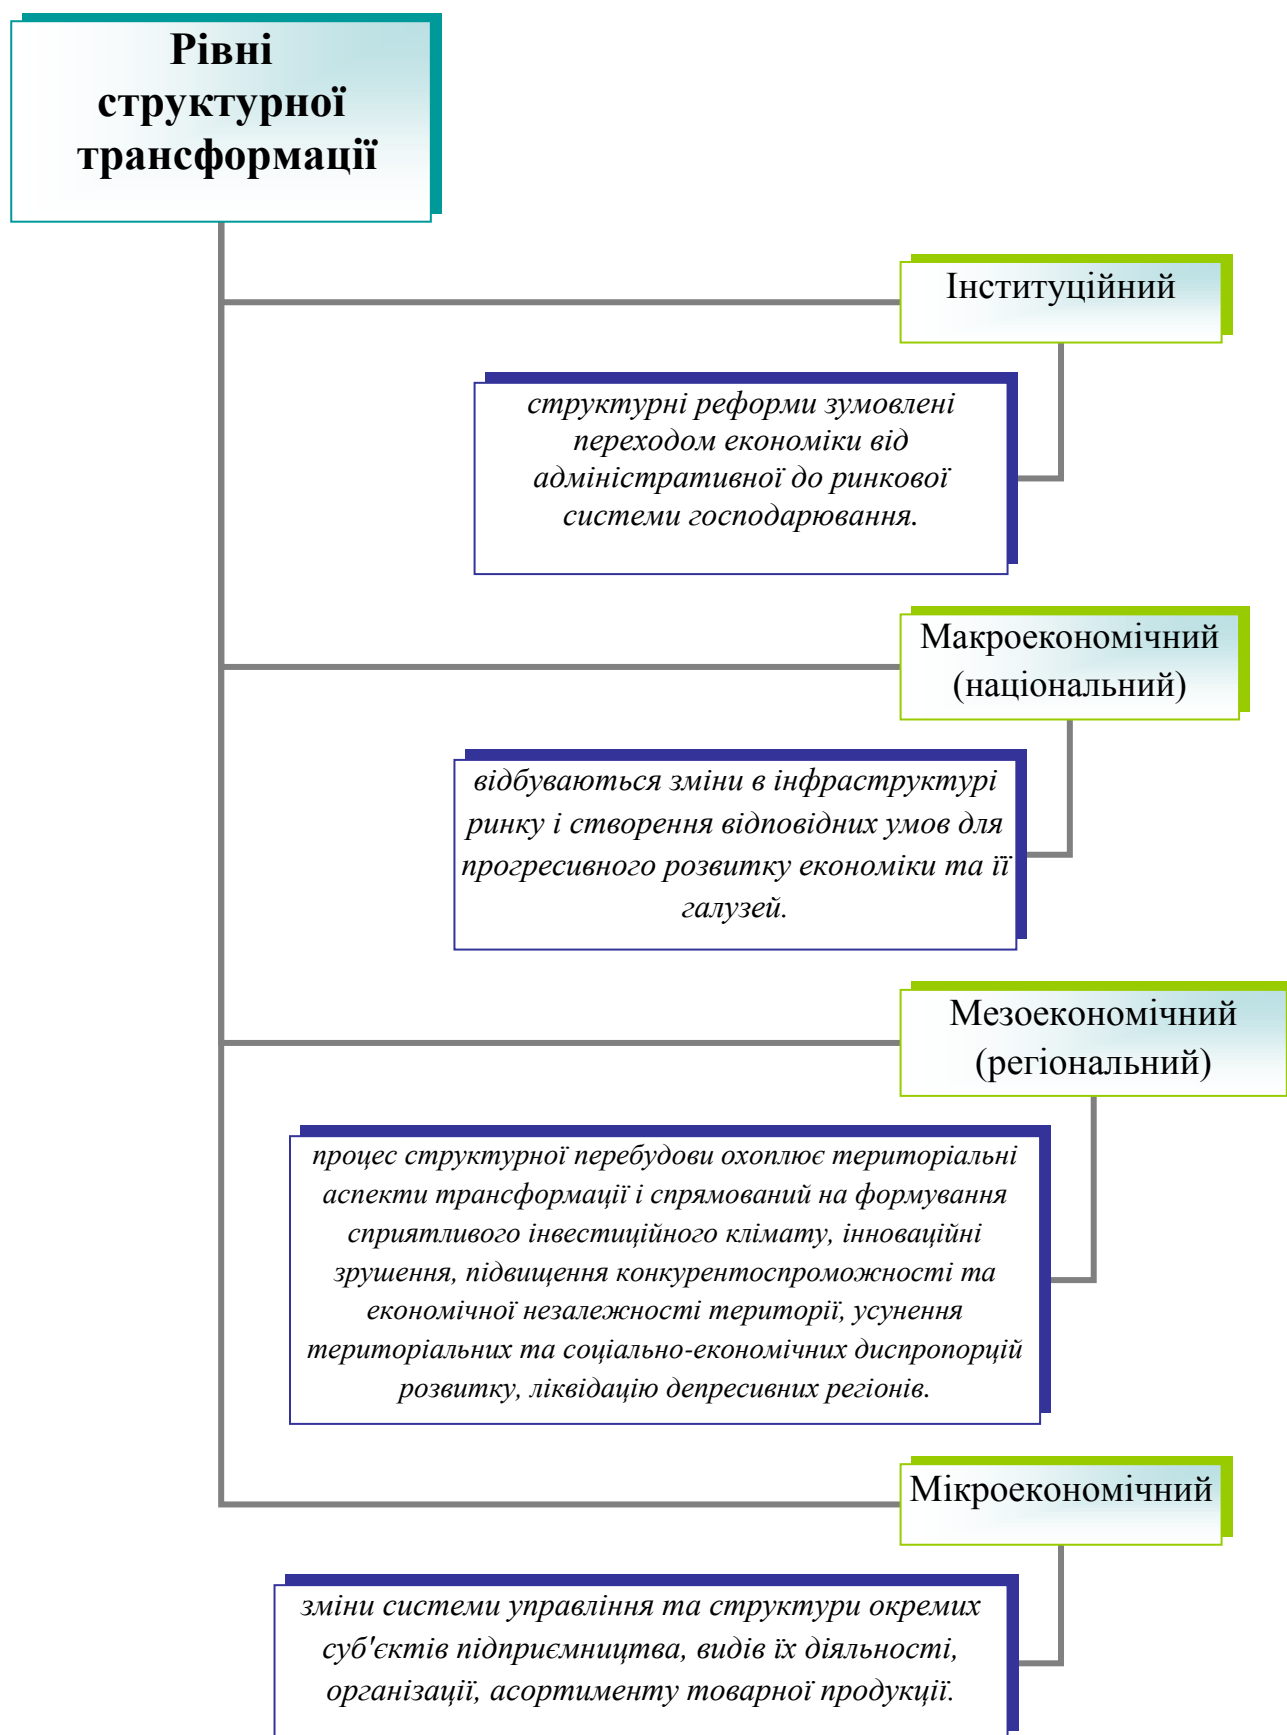 Рівні
структурної
трансформації
Інституційний
структурні реформи зумовлені
переходом економіки від
адміністративної до ринкової
системи господарювання.
Макроекономічний
(національний)
відбуваються зміни в інфраструктурі
ринку і створення відповідних умов для
прогресивного розвитку економіки та її
галузей.
Мезоекономічний
(регіональний)
процес структурної перебудови охоплює територіальні
аспекти трансформації і спрямований на формування
сприятливого інвестиційного клімату, інноваційні
зрушення, підвищення конкурентоспроможності та
економічної незалежності території, усунення
територіальних та соціально-економічних диспропорцій
розвитку, ліквідацію депресивних регіонів.
Мікроекономічний
зміни системи управління та структури окремих
суб'єктів підприємництва, видів їх діяльності,
організації, асортименту товарної продукції.